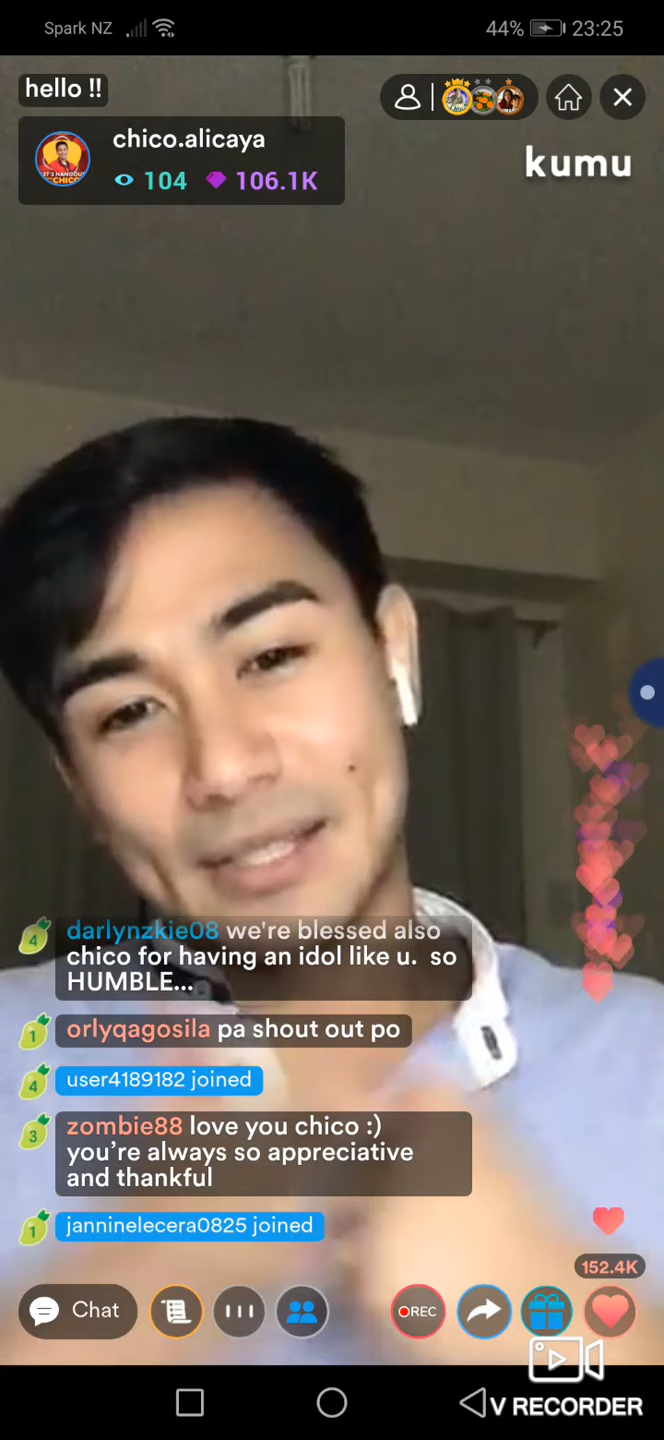 Spark NZ
44% 23:25
hello !!
chico.alicaya
104 106.1K
kumu
4 darlynzkie08 we're blessed also
chico for having an idol like u. so
HUMBLE...
1 orlyqagosila pa shout out po
4 user4189182 joined
3 zombie88 love you chico :)
you’re always so appreciative
and thankful
1 janninelecera0825 joined
152.4K
Chat
REC
V RECORDER